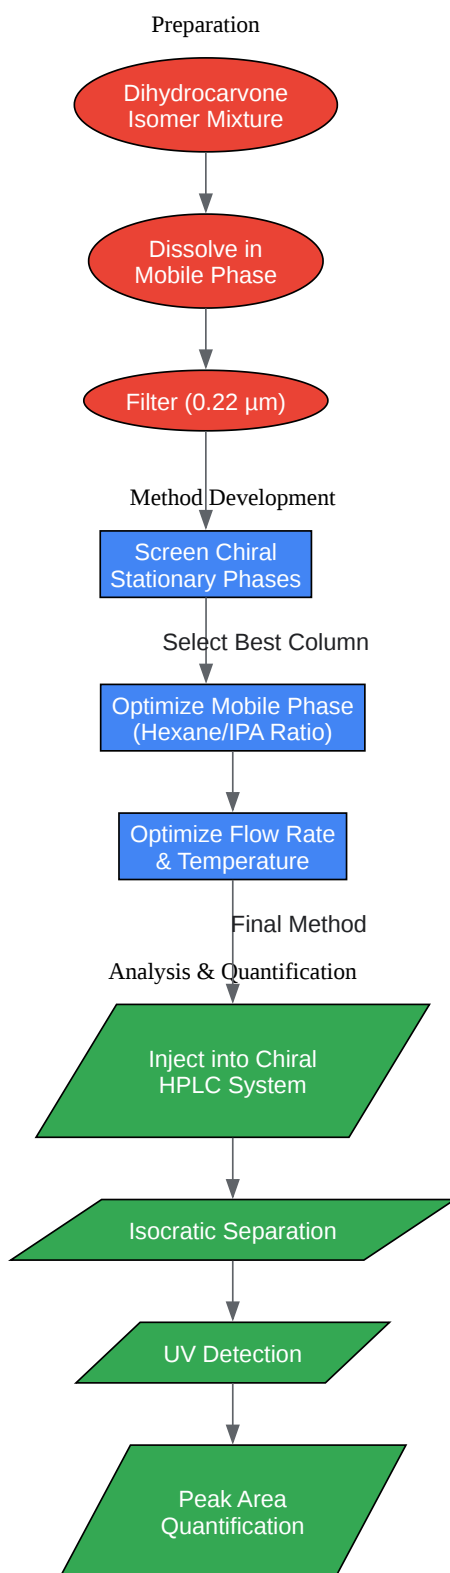 Preparation
Dihydrocarvone
Isomer Mixture
Dissolve in
Mobile Phase
Filter (0.22 µm)
Method Development
Screen Chiral
Stationary Phases
Select Best Column
Optimize Mobile Phase
(Hexane/IPA Ratio)
Optimize Flow Rate
& Temperature
Final Method
Analysis & Quantification
Inject into Chiral
HPLC System
Isocratic Separation
UV Detection
Peak Area
Quantification